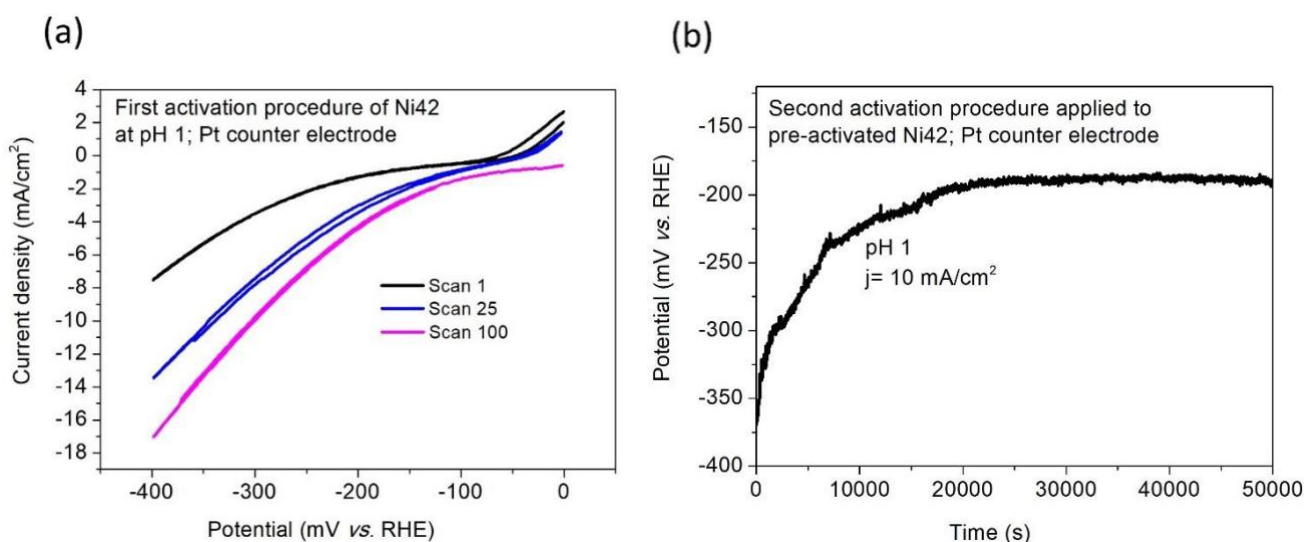 (a)
First activation procedure of Ni42
at pH 1; Pt counter electrode
4
2
0
-2
-4
-6
-8
-10
-12
-14
-16
-18
Current density (mA/cm²)
Scan 1
Scan 25
Scan 100
-400
-300
-200
-100
0
Potential (mV vs. RHE)
(b)
Second activation procedure applied to
pre-activated Ni42; Pt counter electrode
-150
-200
-250
-300
-350
-400
Potential (mV vs. RHE)
pH 1
j= 10 mA/cm²
0
10000
20000
30000
40000
50000
Time (s)